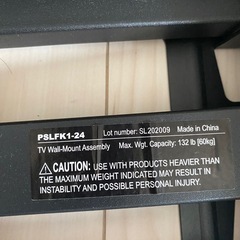 PSLFK1-24 Lot number: SL202009 Made in China
TV Wall-Mount Assembly Max. Wgt. Capacity: 132 lb [60kg]
CAUTION: USE WITH PRODUCTS HEAVIER THAN
THE MAXIMUM WEIGHT INDICATED MAY RESULT
IN INSTABILITY AND POSSIBLE PERSONAL INJURY.